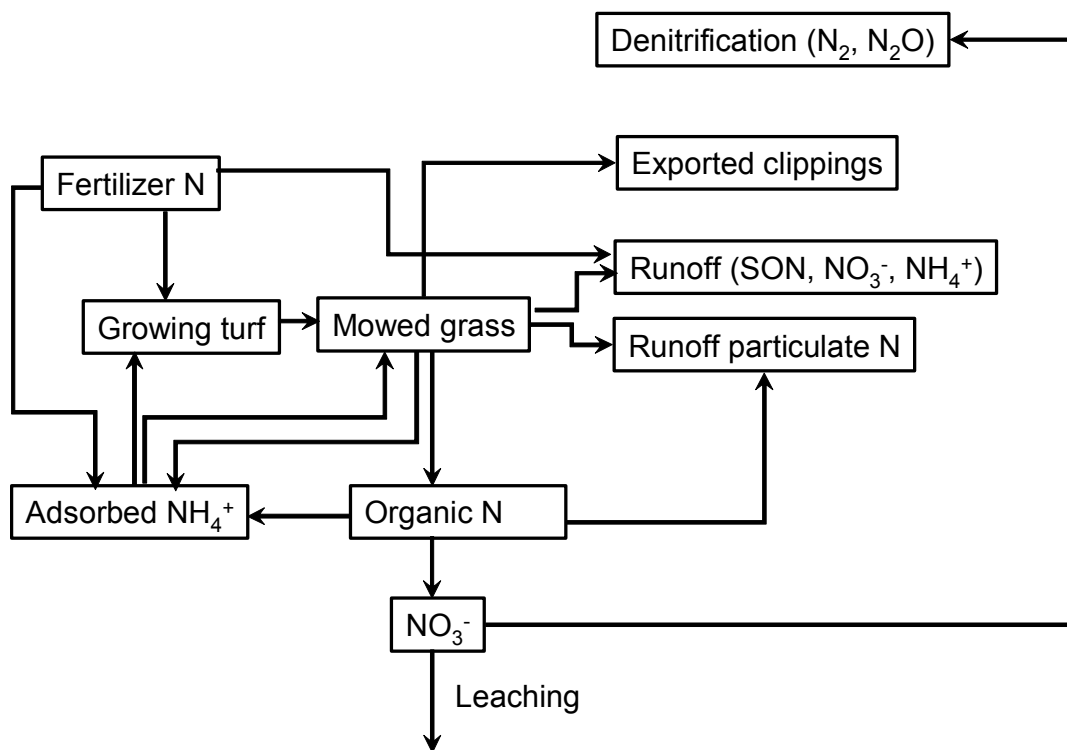 Denitrification (N₂, N₂O)
Exported clippings
Fertilizer N
Runoff (SON, NO₃⁻, NH₄⁺)
Growing turf
Mowed grass
Runoff particulate N
Adsorbed NH₄⁺
Organic N
NO₃⁻
Leaching